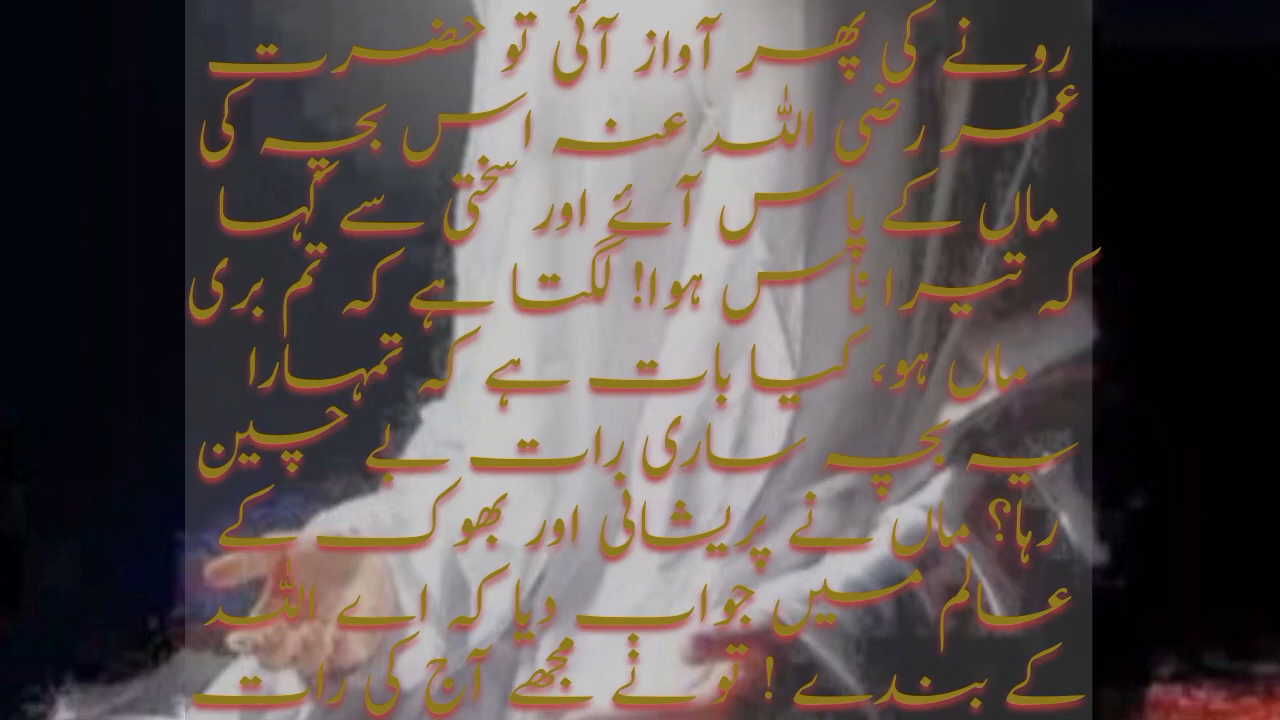 رونے کی پھر آواز آئی تو حضرت
عمر رضی اللہ عنہ اس بچہ کی
ماں کے پاس آئے اور سختی سے کہا
کہ تیرا ناس ہوا! لگتا ہے کہ تم بری
ماں ہو، کیا بات ہے کہ تمہارا
یہ بچہ ساری رات بے چین
رہا؟ ماں نے پریشانی اور بھوک کے
عالم میں جواب دیا کہ اے اللہ
کے بندے ! تو نے مجھے آج کی رات